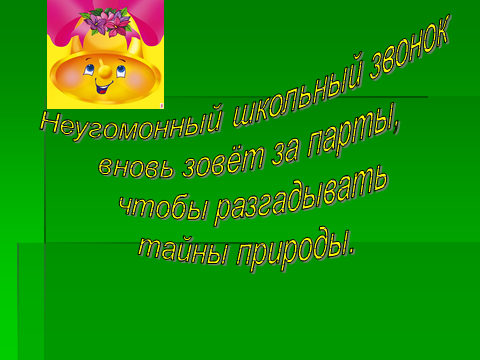 Неугомонный школьный звонок
вновь зовёт за парты,
чтобы разгадывать
тайны природы.